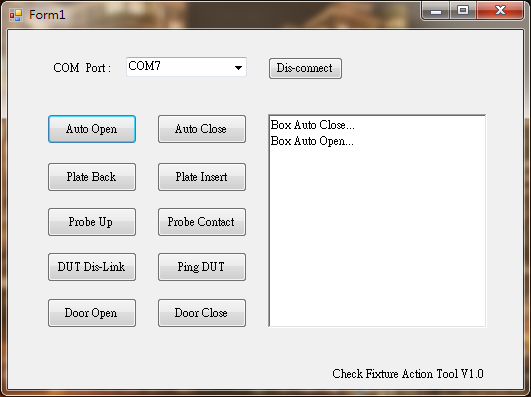 Form1
COM Port : COM7 Dis-connect
Auto Open Auto Close
Box Auto Close...
Box Auto Open...
Plate Back Plate Insert
Probe Up Probe Contact
DUT Dis-Link Ping DUT
Door Open Door Close
Check Fixture Action Tool V1.0